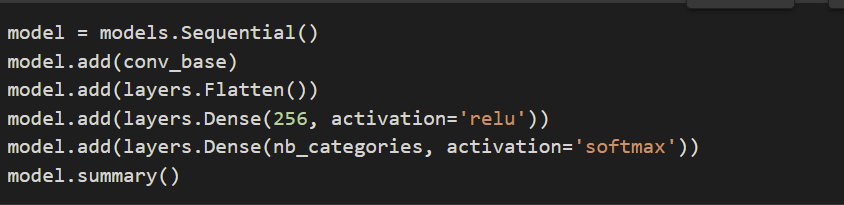 model = models.Sequential()
model.add(conv_base)
model.add(layers.Flatten())
model.add(layers.Dense(256, activation='relu'))
model.add(layers.Dense(nb_categories, activation='softmax'))
model.summary()